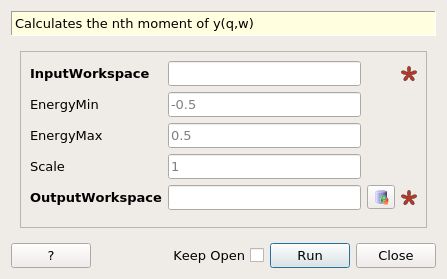 Calculates the nth moment of y(q,w)
InputWorkspace
EnergyMin -0.5
EnergyMax 0.5
Scale 1
OutputWorkspace
? Keep Open Run Close